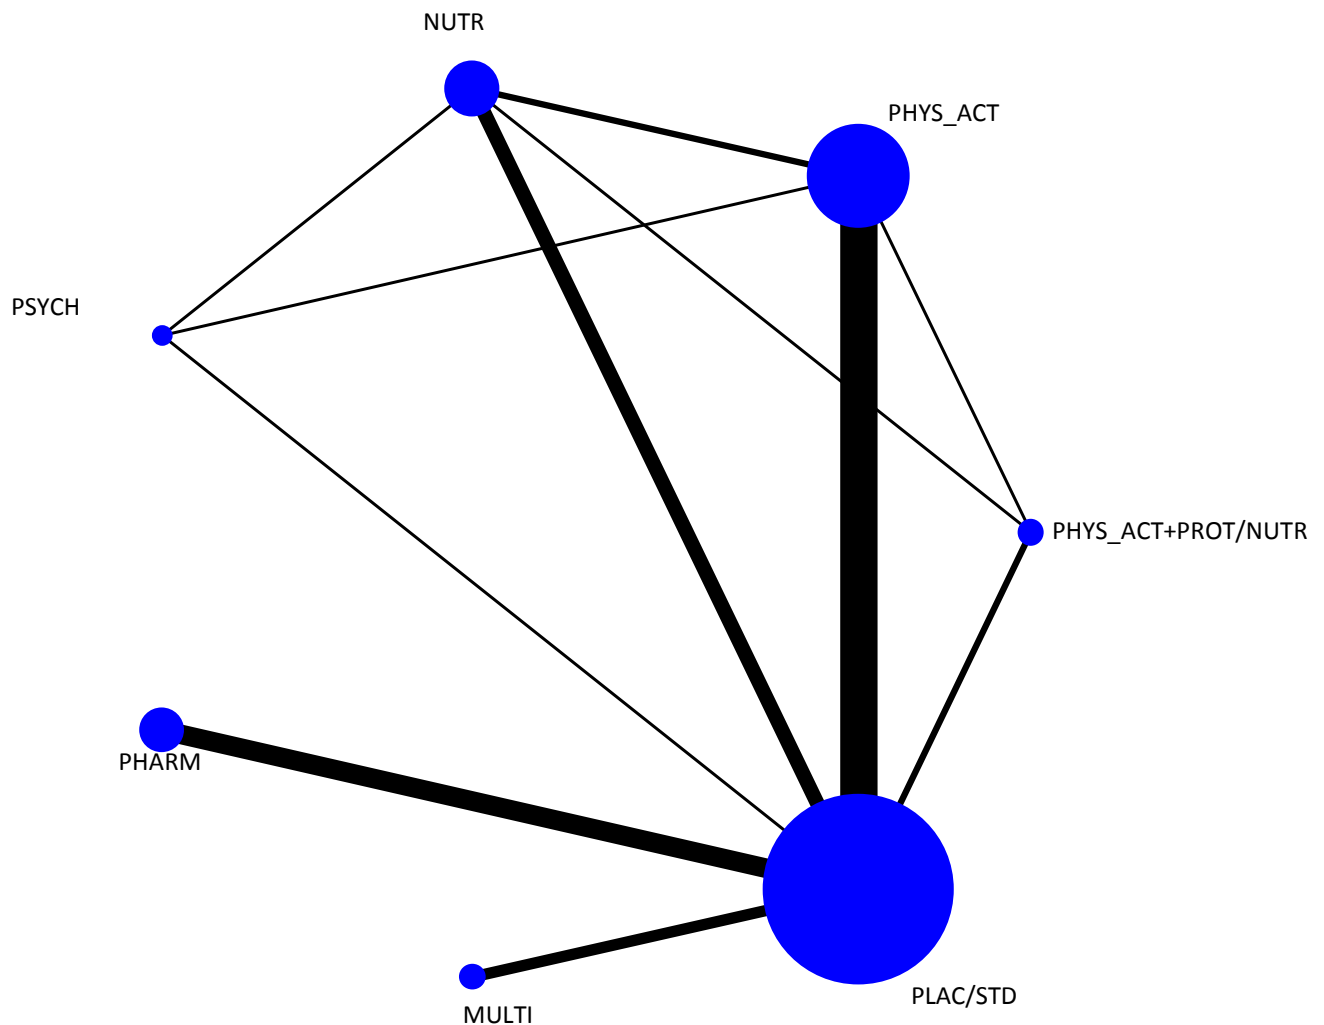 NUTR
PHYS_ACT
PSYCH
PHYS_ACT+PROT/NUTR
PHARM
PLAC/STD
MULTI